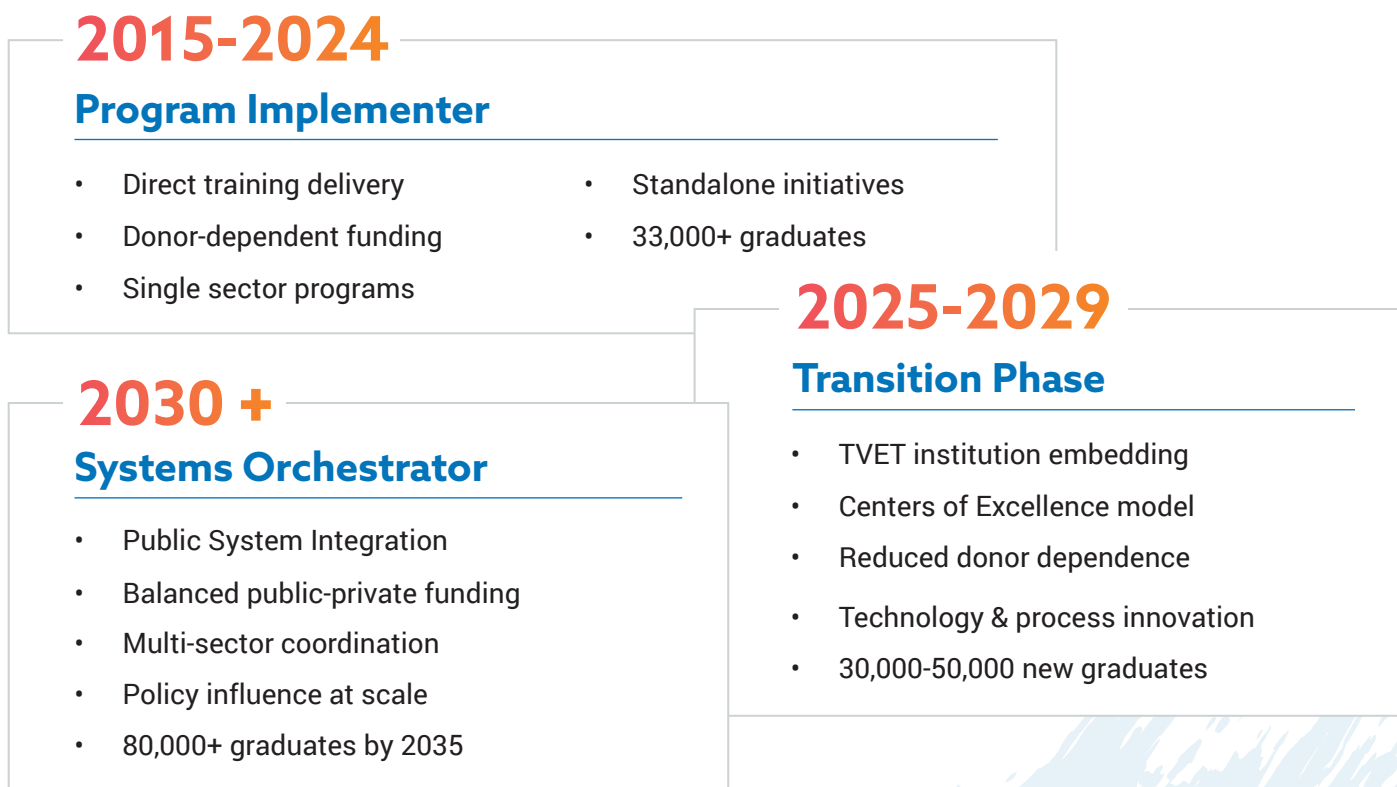 2015-2024
Program Implementer
• Direct training delivery
• Donor-dependent funding
• Single sector programs
• Standalone initiatives
• 33,000+ graduates
2025-2029
Transition Phase
• TVET institution embedding
• Centers of Excellence model
• Reduced donor dependence
• Technology & process innovation
• 30,000-50,000 new graduates
2030 +
Systems Orchestrator
• Public System Integration
• Balanced public-private funding
• Multi-sector coordination
• Policy influence at scale
• 80,000+ graduates by 2035